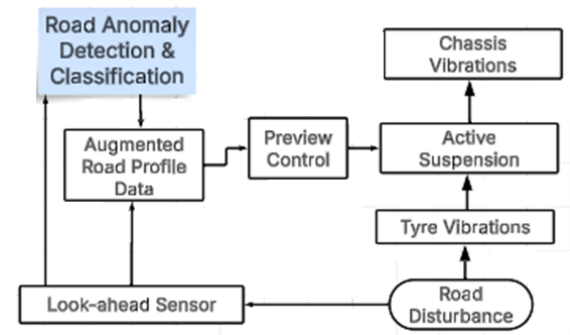 Road Anomaly
Detection &
Classification
Chassis
Vibrations
Augmented
Road Profile
Data
Preview
Control
Active
Suspension
Tyre Vibrations
Look-ahead Sensor
Road
Disturbance